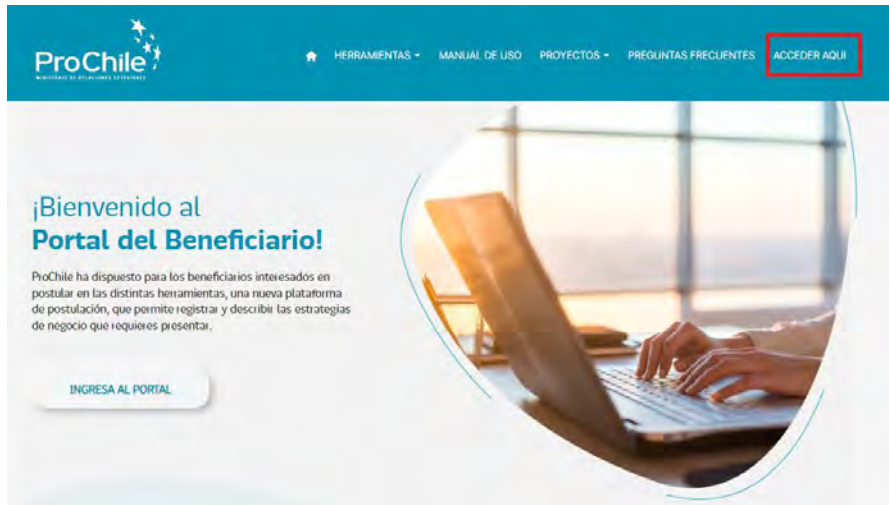 ProChile
MINISTERIO DE RELACIONES EXTERIORES
HERRAMIENTAS
MANUAL DE USO
PROYECTOS
PREGUNTAS FRECUENTES
ACCEDER AQUI
¡Bienvenido al
Portal del Beneficiario!
ProChile ha dispuesto para los beneficiarios interesados en
postular en las distintas herramientas, una nueva plataforma
de postulación, que permite registrar y describir las estrategias
de negocio que requieres presentar.
INGRESA AL PORTAL